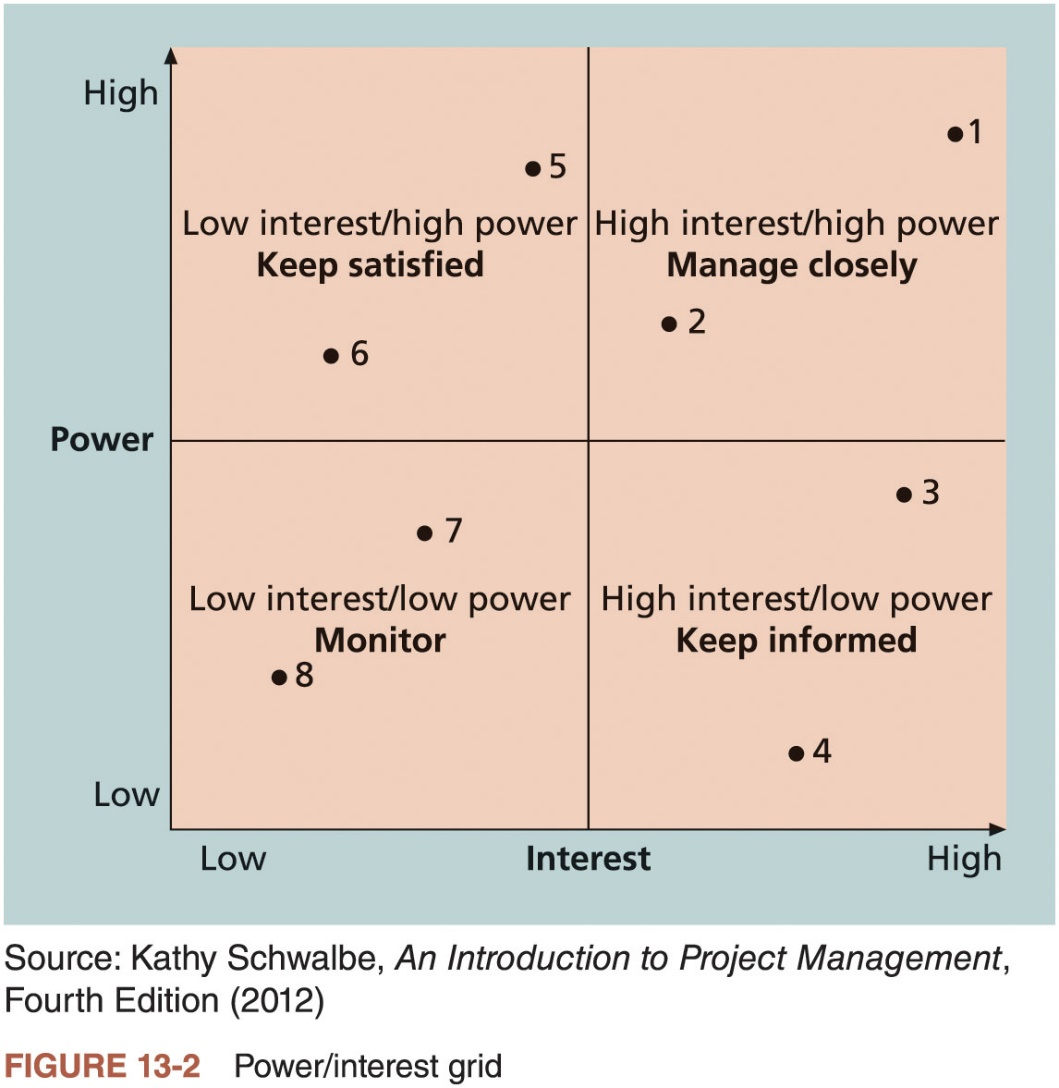 High
1
5
Low interest/high power
Keep satisfied
High interest/high power
Manage closely
2
6
Power
3
7
Low interest/low power
Monitor
High interest/low power
Keep informed
8
4
Low
Low
Interest
High
Source: Kathy Schwalbe, An Introduction to Project Management,
Fourth Edition (2012)
FIGURE 13-2 Power/interest grid